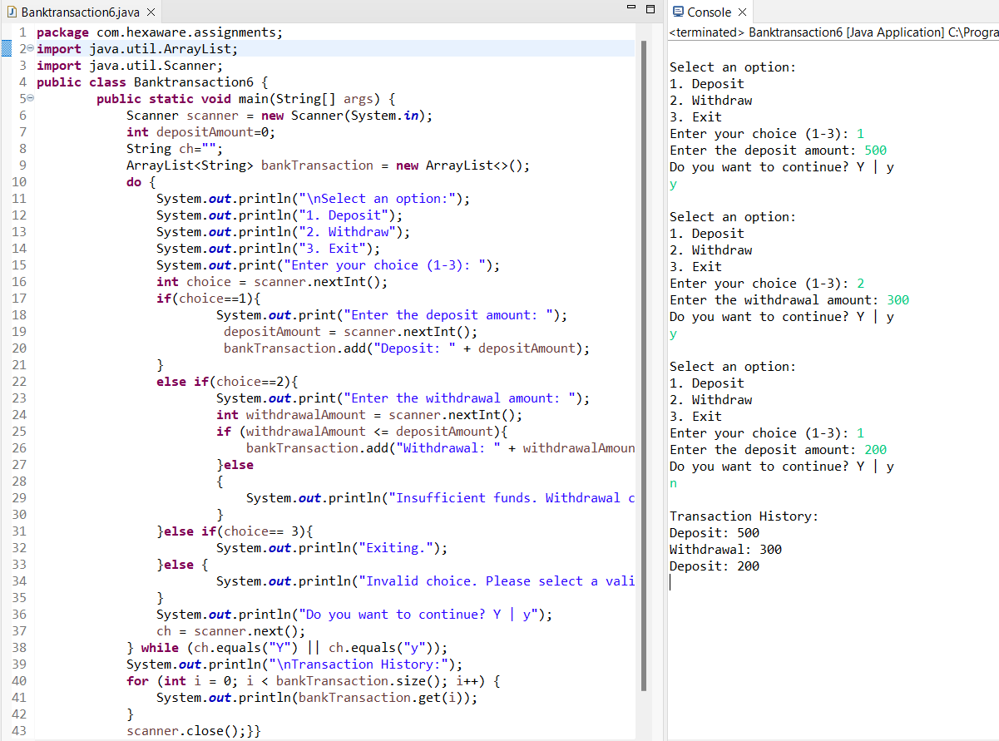 Banktransaction6.java
1 package com.hexaware.assignments;
2 import java.util.ArrayList;
3 import java.util.Scanner;
4 public class Banktransaction6 {
5 public static void main(String[] args) {
6 Scanner scanner = new Scanner(System.in);
7 int depositAmount=0;
8 String ch="";
9 ArrayList<String> bankTransaction = new ArrayList<>();
10 do {
11 System.out.println("\nSelect an option:");
12 System.out.println("1. Deposit");
13 System.out.println("2. Withdraw");
14 System.out.println("3. Exit");
15 System.out.print("Enter your choice (1-3): ");
16 int choice = scanner.nextInt();
17 if(choice==1){
18 System.out.print("Enter the deposit amount: ");
19 depositAmount = scanner.nextInt();
20 bankTransaction.add("Deposit: " + depositAmount);
21 }
22 else if(choice==2){
23 System.out.print("Enter the withdrawal amount: ");
24 int withdrawalAmount = scanner.nextInt();
25 if (withdrawalAmount <= depositAmount){
26 bankTransaction.add("Withdrawal: " + withdrawalAmoun
27 }else
28 {
29 System.out.println("Insufficient funds. Withdrawal c
30 }
31 }else if(choice== 3){
32 System.out.println("Exiting.");
33 }else {
34 System.out.println("Invalid choice. Please select a vali
35 }
36 System.out.println("Do you want to continue? Y | y");
37 ch = scanner.next();
38 } while (ch.equals("Y") || ch.equals("y"));
39 System.out.println("\nTransaction History:");
40 for (int i = 0; i < bankTransaction.size(); i++) {
41 System.out.println(bankTransaction.get(i));
42 }
43 scanner.close();}}
Console
<terminated> Banktransaction6 [Java Application] C:\Progra
Select an option:
1. Deposit
2. Withdraw
3. Exit
Enter your choice (1-3): 1
Enter the deposit amount: 500
Do you want to continue? Y | y
y
Select an option:
1. Deposit
2. Withdraw
3. Exit
Enter your choice (1-3): 2
Enter the withdrawal amount: 300
Do you want to continue? Y | y
y
Select an option:
1. Deposit
2. Withdraw
3. Exit
Enter your choice (1-3): 1
Enter the deposit amount: 200
Do you want to continue? Y | y
n
Transaction History:
Deposit: 500
Withdrawal: 300
Deposit: 200